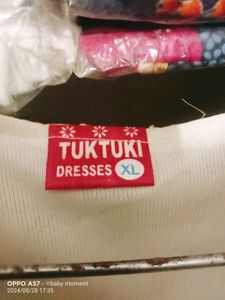 TUKTUKI
DRESSES XL
OPPO A57 · @baby moment
2024/08/28 17:35